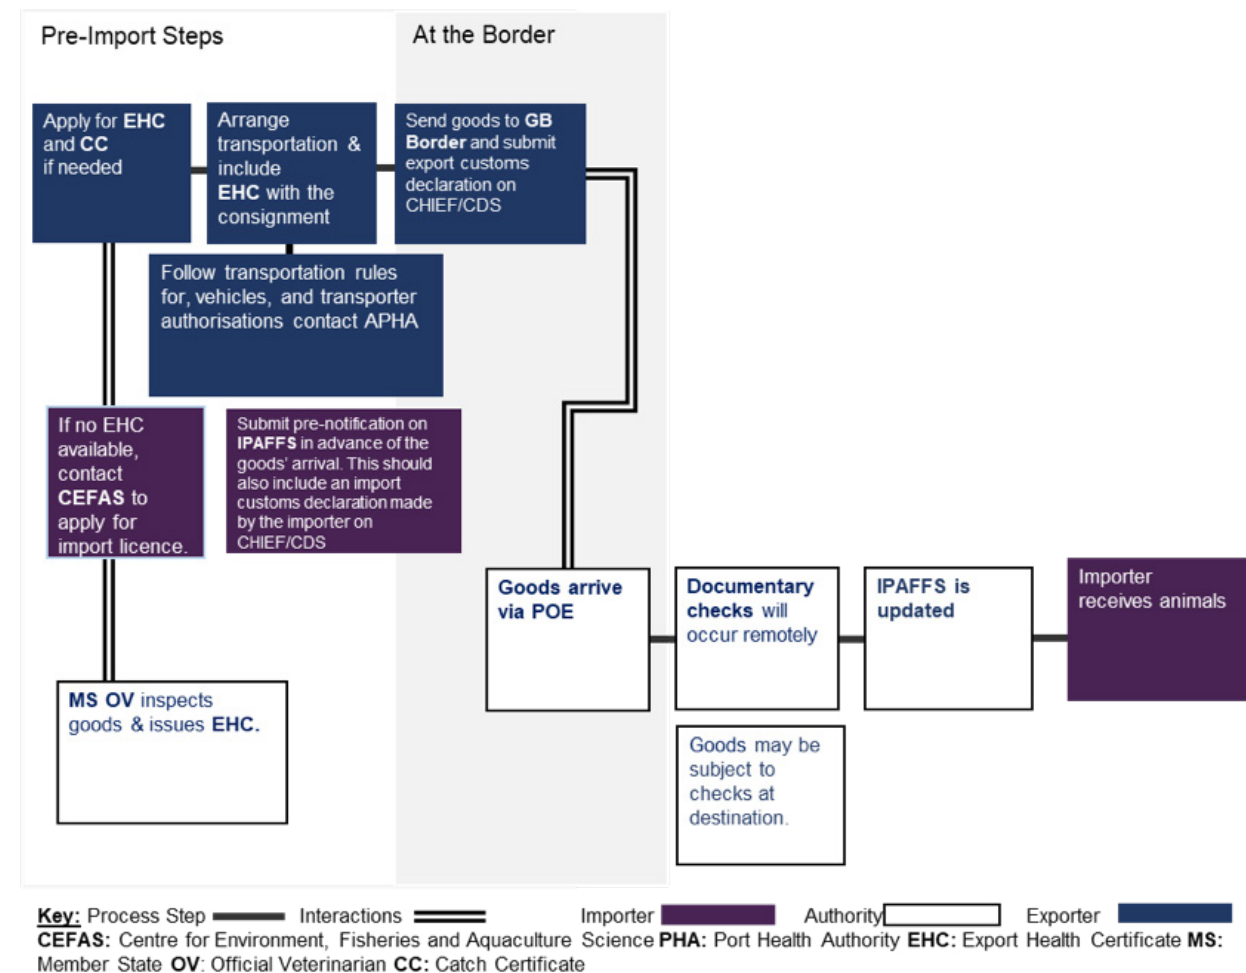 Pre-Import Steps
At the Border
Apply for EHC
and CC
if needed
Arrange
transportation &
include
EHC with the
consignment
Send goods to GB
Border and submit
export customs
declaration on
CHIEF/CDS
Follow transportation rules
for, vehicles, and transporter
authorisations contact APHA
If no EHC
available,
contact
CEFAS to
apply for
import licence.
Submit pre-notification on
IPAFFS in advance of the
goods' arrival. This should
also include an import
customs declaration made
by the importer on
CHIEF/CDS
MS OV inspects
goods & issues EHC.
Goods arrive
via POE
Documentary
checks will
occur remotely
IPAFFS is
updated
Importer
receives animals
Goods may be
subject to
checks at
destination.
Key: Process Step Interactions Importer Authority Exporter
CEFAS: Centre for Environment, Fisheries and Aquaculture Science PHA: Port Health Authority EHC: Export Health Certificate MS:
Member State OV: Official Veterinarian CC: Catch Certificate